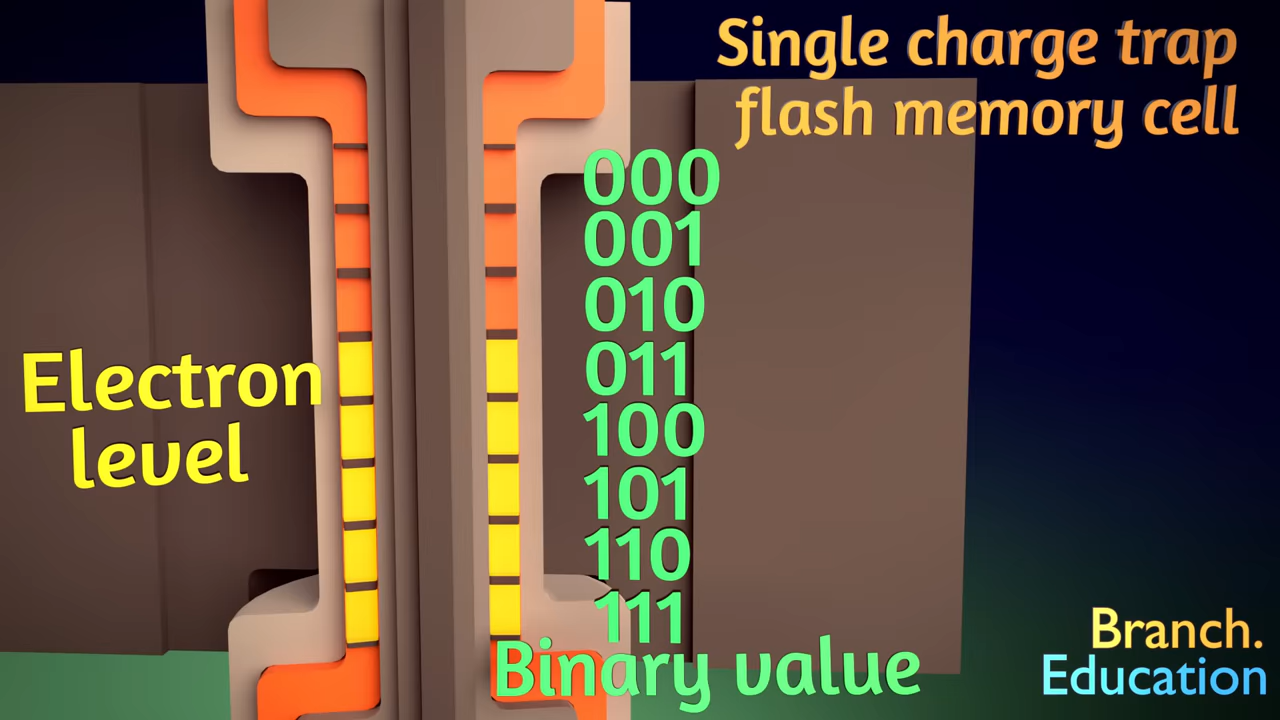 Single charge trap
flash memory cell
000
001
010
011
100
101
110
111
Electron
level
Binary value
Branch.
Education